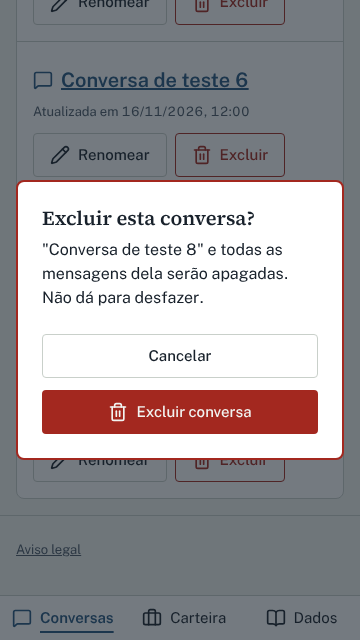 Renomear
Excluir
Conversa de teste 6
Atualizada em 16/11/2026, 12:00
Renomear
Excluir
Excluir esta conversa?
"Conversa de teste 8" e todas as
mensagens dela serão apagadas.
Não dá para desfazer.
Cancelar
Excluir conversa
Renomear
Excluir
Aviso legal
Conversas
Carteira
Dados